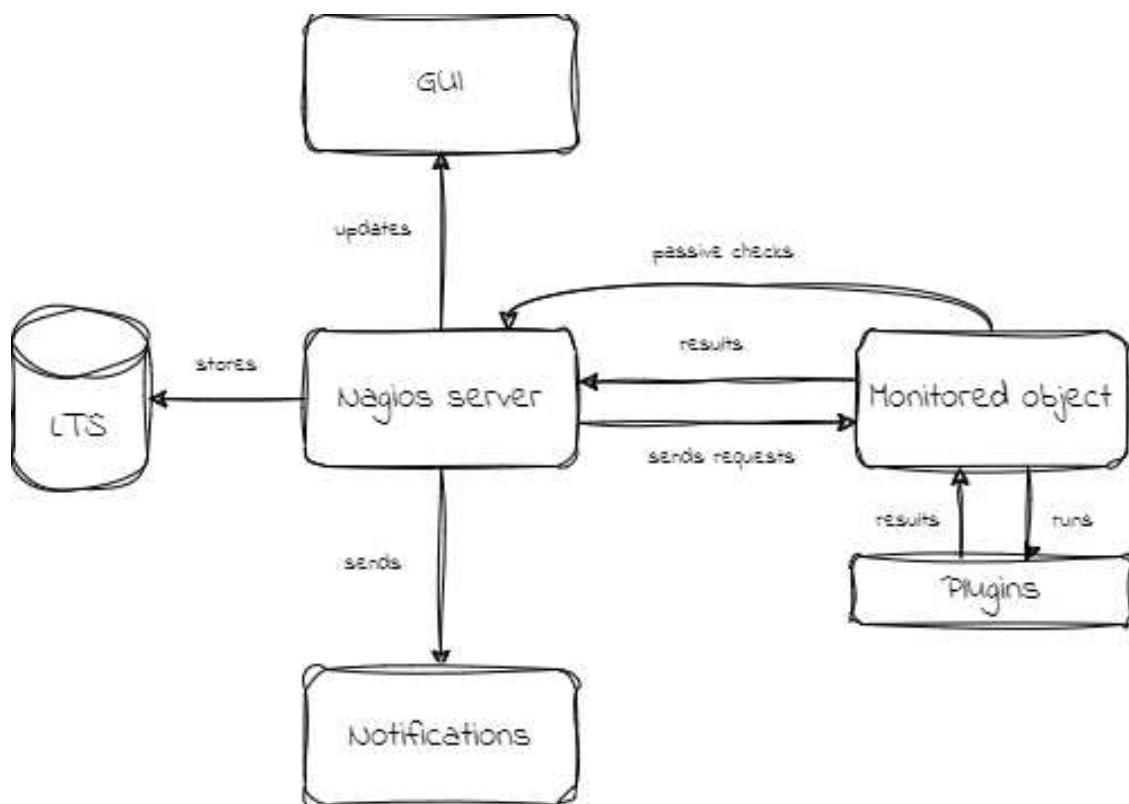 GUI
updates
passive checks
stores
results
LTS
Nagios server
Monitored object
sends requests
results
runs
sends
Plugins
Notifications